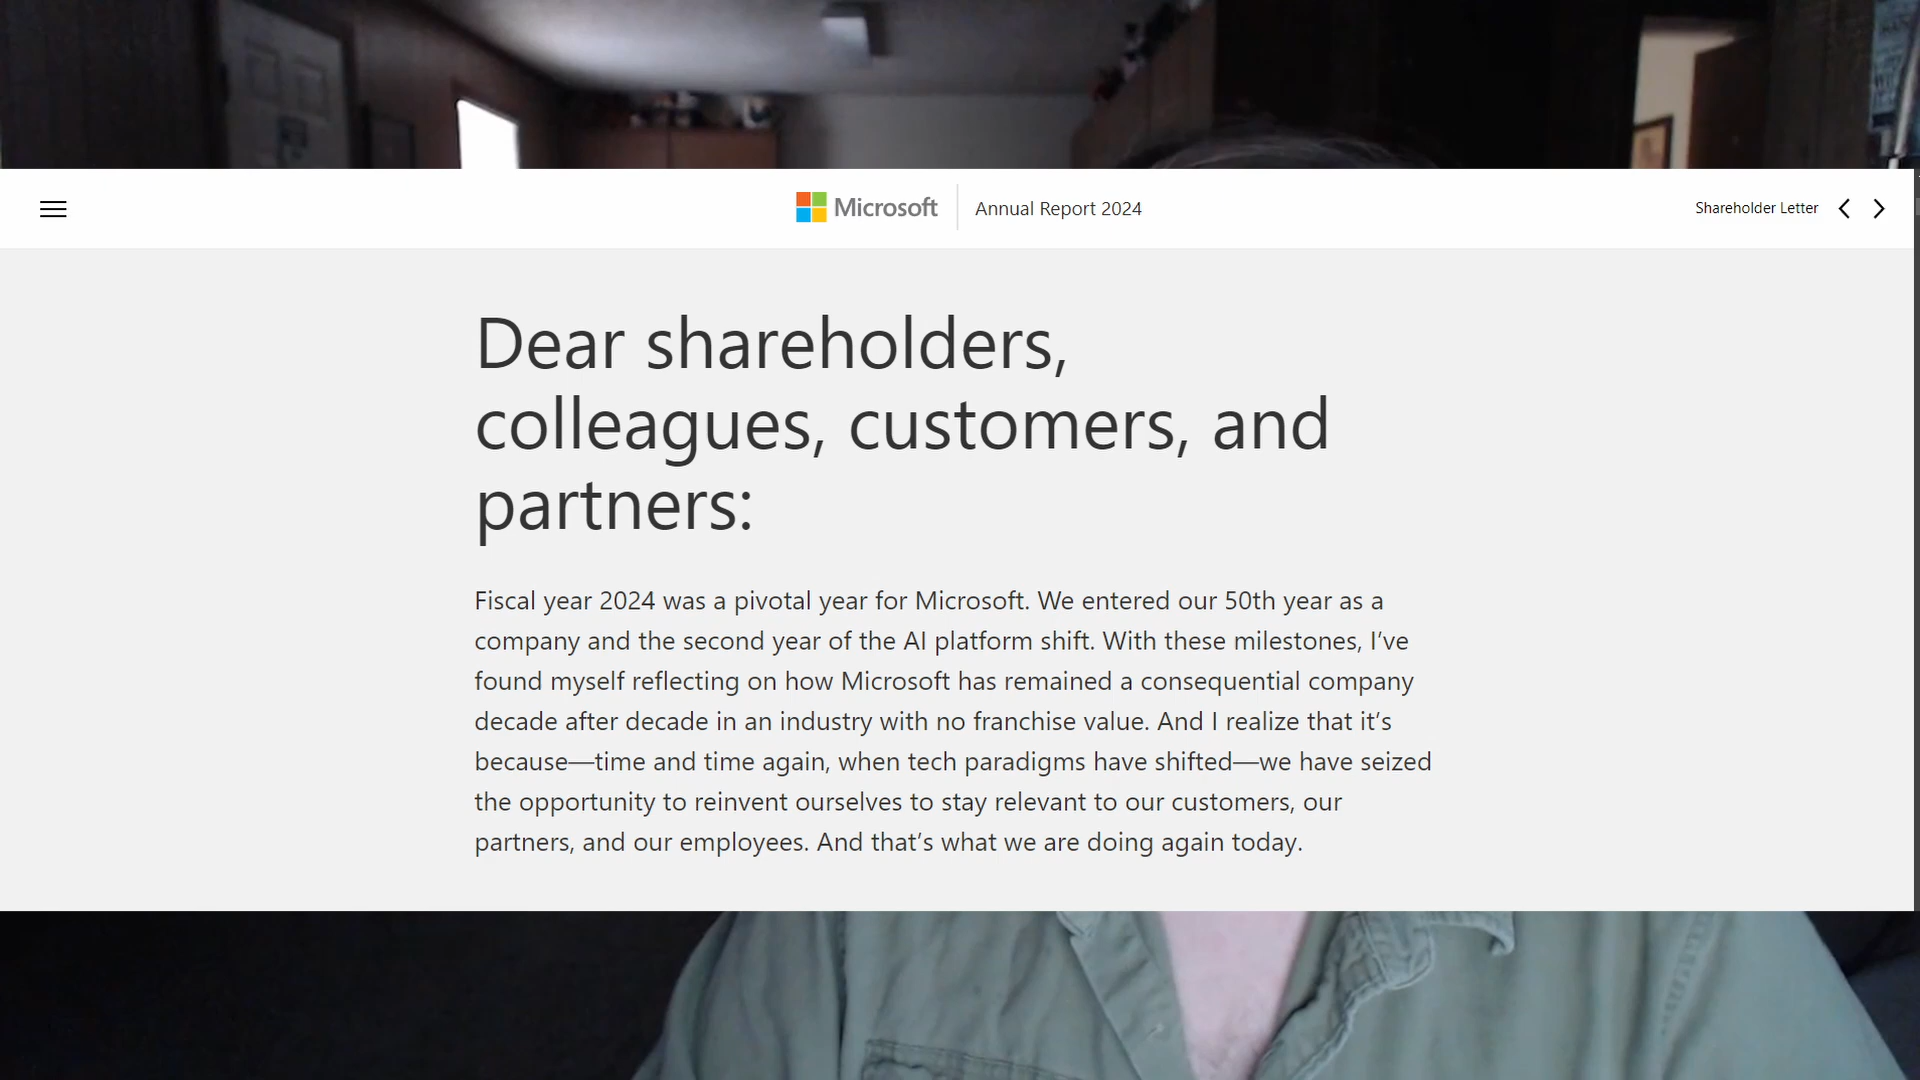 Microsoft
Annual Report 2024
Shareholder Letter
Dear shareholders,
colleagues, customers, and
partners:
Fiscal year 2024 was a pivotal year for Microsoft. We entered our 50th year as a
company and the second year of the AI platform shift. With these milestones, I’ve
found myself reflecting on how Microsoft has remained a consequential company
decade after decade in an industry with no franchise value. And I realize that it’s
because—time and time again, when tech paradigms have shifted—we have seized
the opportunity to reinvent ourselves to stay relevant to our customers, our
partners, and our employees. And that’s what we are doing again today.